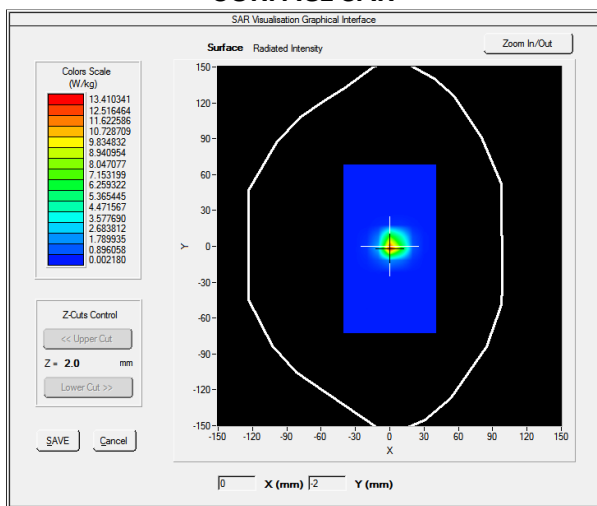 SAR Visualisation Graphical Interface
Surface Radiated Intensity
Zoom In/Out
Colors Scale
(W/kg)
13.410341
12.516464
11.622586
10.728709
9.834832
8.940954
8.047077
7.153199
6.259322
5.365445
4.471567
3.577690
2.683812
1.789935
0.896058
0.002180
150
120
90
60
30
0
-30
-60
-90
-120
-150
Y
-150 -120 -90 -60 -30 0 30 60 90 120 150
X
Z-Cuts Control
<< Upper Cut
Z = 2.0 mm
Lower Cut >>
SAVE Cancel
0 X (mm) -2 Y (mm)